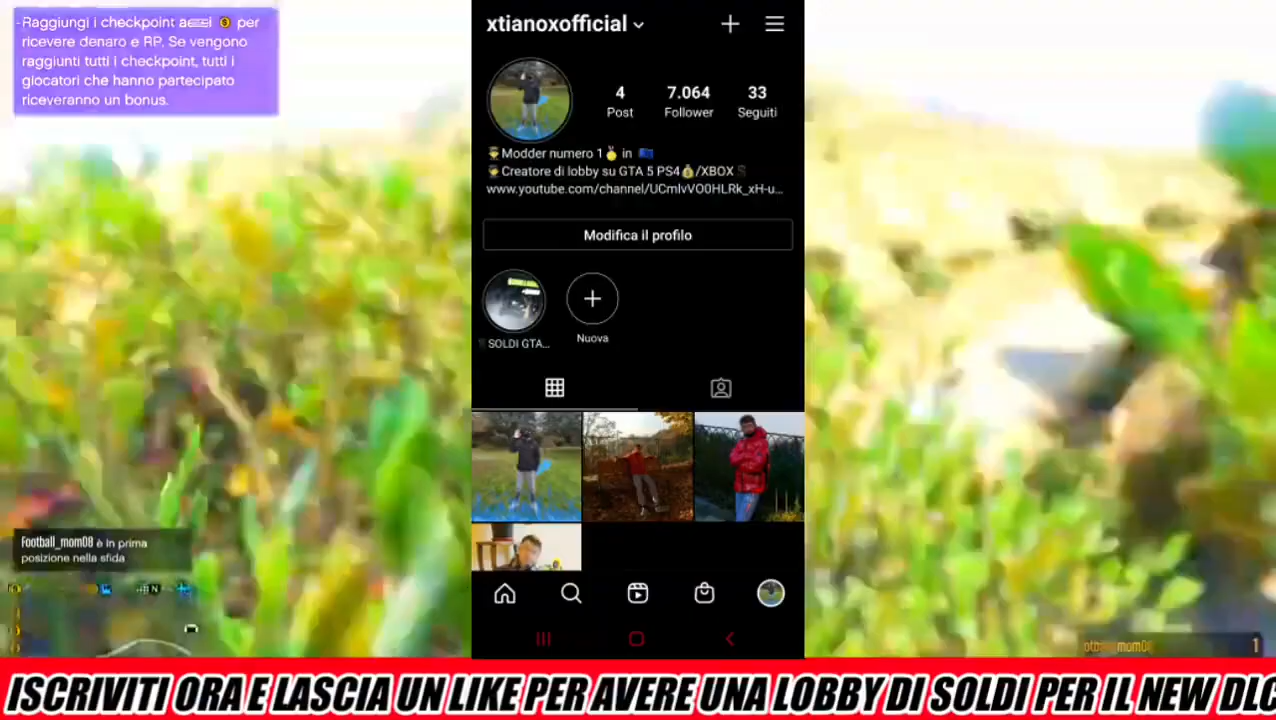 Raggiungi i checkpoint per
ricevere denaro e RP. Se vengono
raggiunti tutti i checkpoint, tutti i
giocatori che hanno partecipato
riceveranno un bonus.
xtianoxofficial
4
Post
7.064
Follower
33
Seguiti
Modder numero 1 in
Creatore di lobby su GTA 5 PS4 /XBOX
www.youtube.com/channel/UCmlvVO0HLRk_xH-u...
Modifica il profilo
SOLDI GTA...
Nuova
Football_mom08 è in prima
posizione nella sfida
N
1
ISCRIVITI ORA E LASCIA UN LIKE PER AVERE UNA LOBBY DI SOLDI PER IL NEW DLC